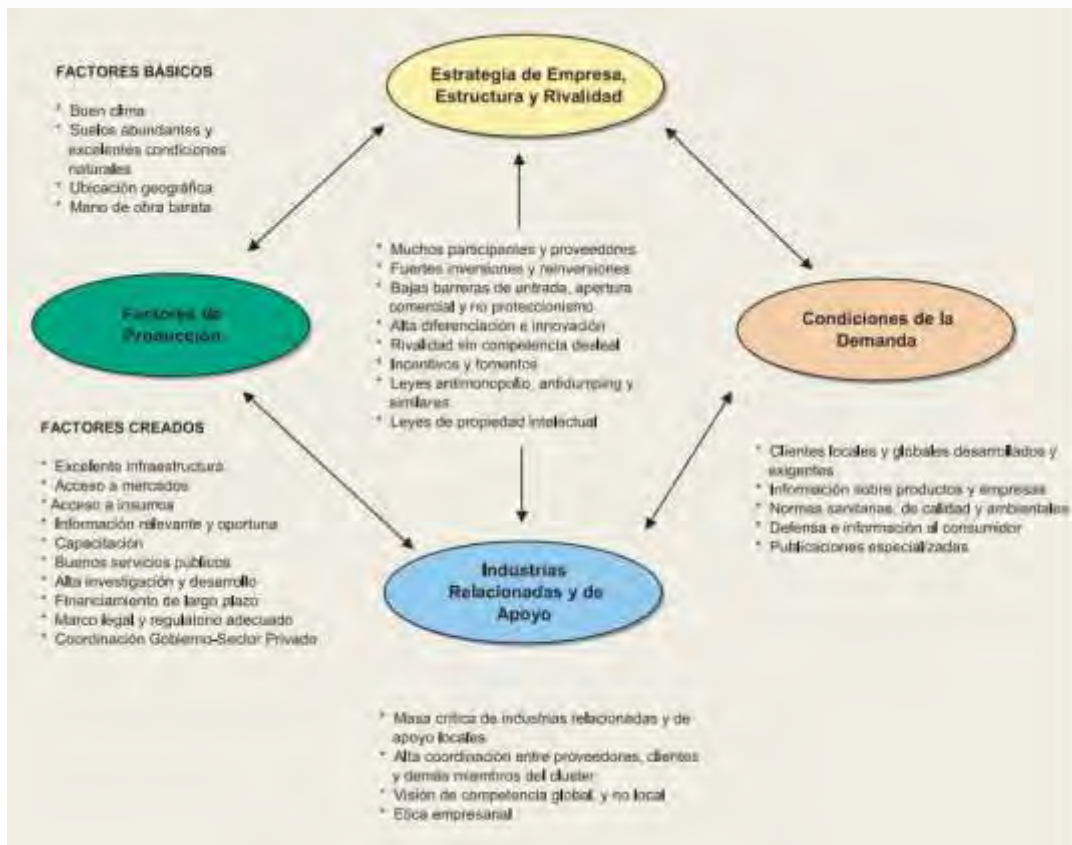 Estrategia de Empresa,
Estructura y Rivalidad
FACTORES BÁSICOS
* Buen clima
* Suelos abundantes y
excelentes condiciones
naturales
* Ubicación geográfica
* Mano de obra barata
* Muchos participantes y proveedores
* Fuertes inversiones y reinversiones
* Bajas barreras de entrada, apertura
comercial y no proteccionismo
* Alta diferenciación e innovación
* Rivalidad sin competencia desleal
* Incentivos y fomentos
* Leyes antimonopolio, antidumping y
similares
* Leyes de propiedad intelectual
Factores de
Producción
Condiciones de la
Demanda
FACTORES CREADOS
* Excelente infraestructura
* Acceso a mercados
* Acceso a insumos
* Información relevante y oportuna
* Capacitación
* Buenos servicios públicos
* Alta investigación y desarrollo
* Financiamiento de largo plazo
* Marco legal y regulatorio adecuado
* Coordinación Gobierno-Sector Privado
* Clientes locales y globales desarrollados y
exigentes
* Información sobre productos y empresas
* Normas sanitarias, de calidad y ambientales
* Defensa e información al consumidor
* Publicaciones especializadas
Industrias
Relacionadas y de
Apoyo
* Masa crítica de industrias relacionadas y de
apoyo locales
* Alta coordinación entre proveedores, clientes
y demás miembros del cluster
* Visión de competencia global, y no local
* Etica empresarial